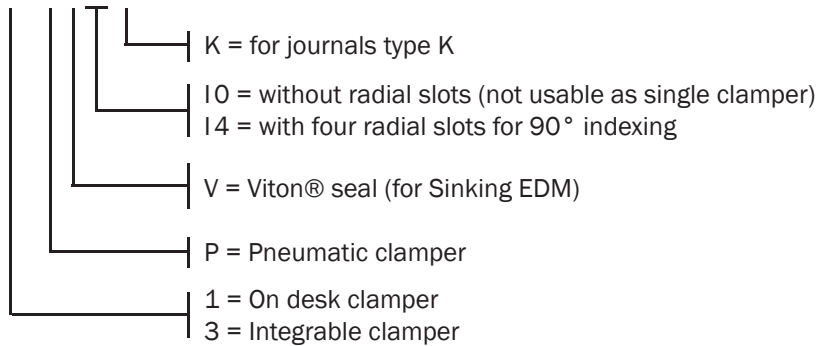 K = for journals type K
I0 = without radial slots (not usable as single clamper)
I4 = with four radial slots for 90° indexing
V = Viton® seal (for Sinking EDM)
P = Pneumatic clamper
1 = On desk clamper
3 = Integrable clamper